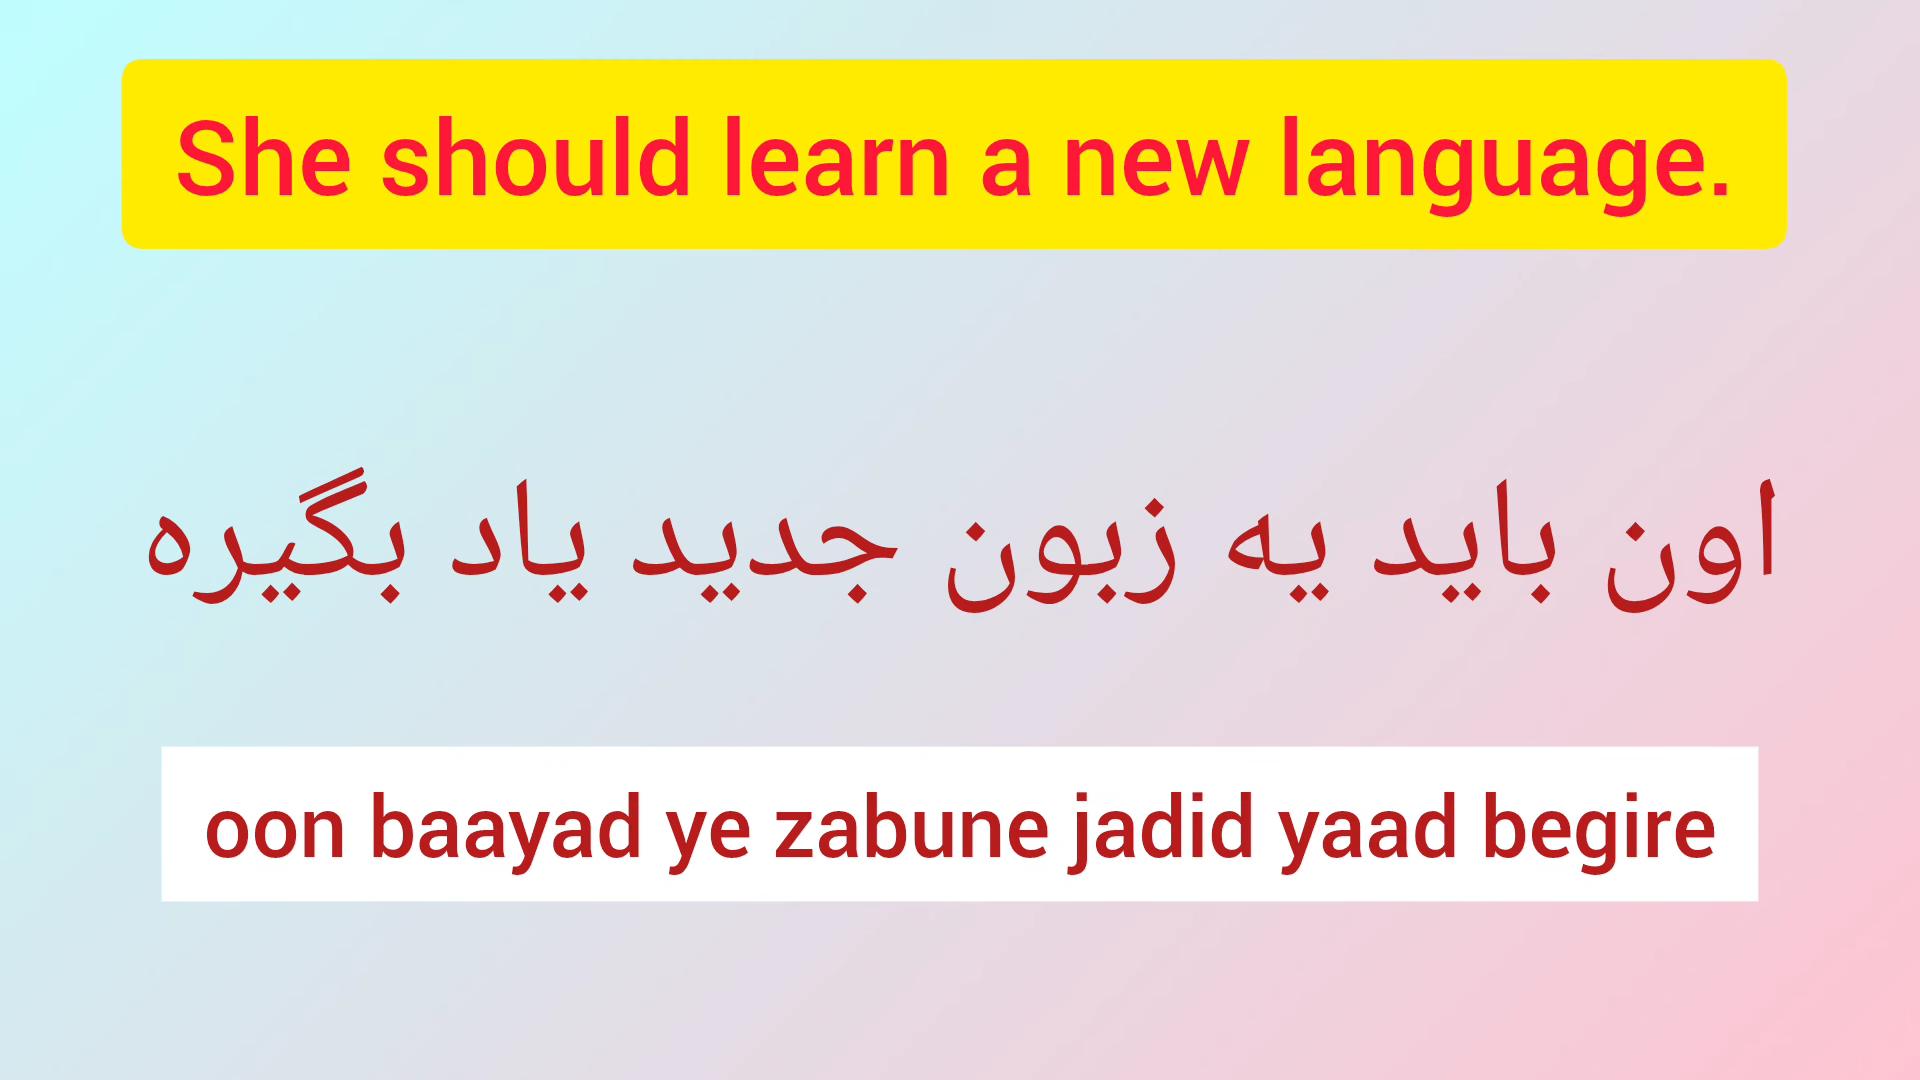 She should learn a new language.
اون باید یه زبون جدید یاد بگیره
oon baayad ye zabune jadid yaad begire